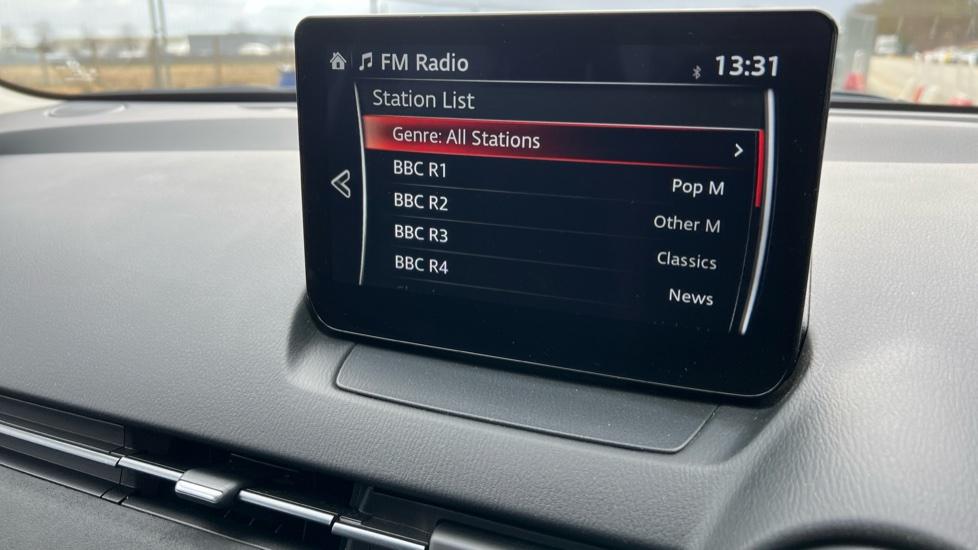 FM Radio 13:31
Station List
Genre: All Stations
BBC R1 Pop M
BBC R2 Other M
BBC R3 Classics
BBC R4 News